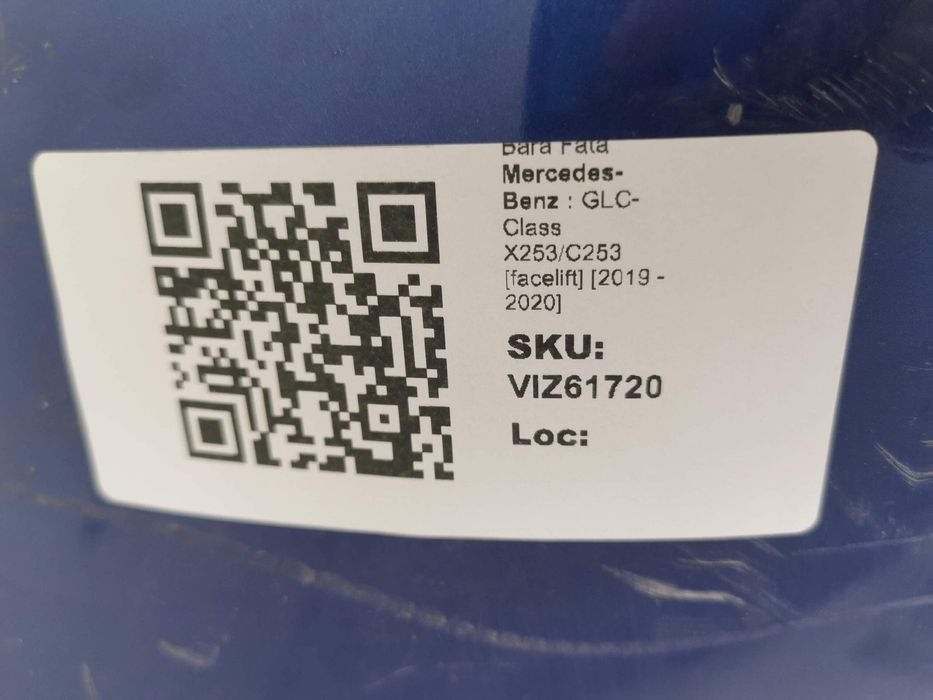 Bara Fata
Mercedes-
Benz : GLC-
Class
X253/C253
[facelift] [2019 -
2020]
SKU:
VIZ61720
Loc: